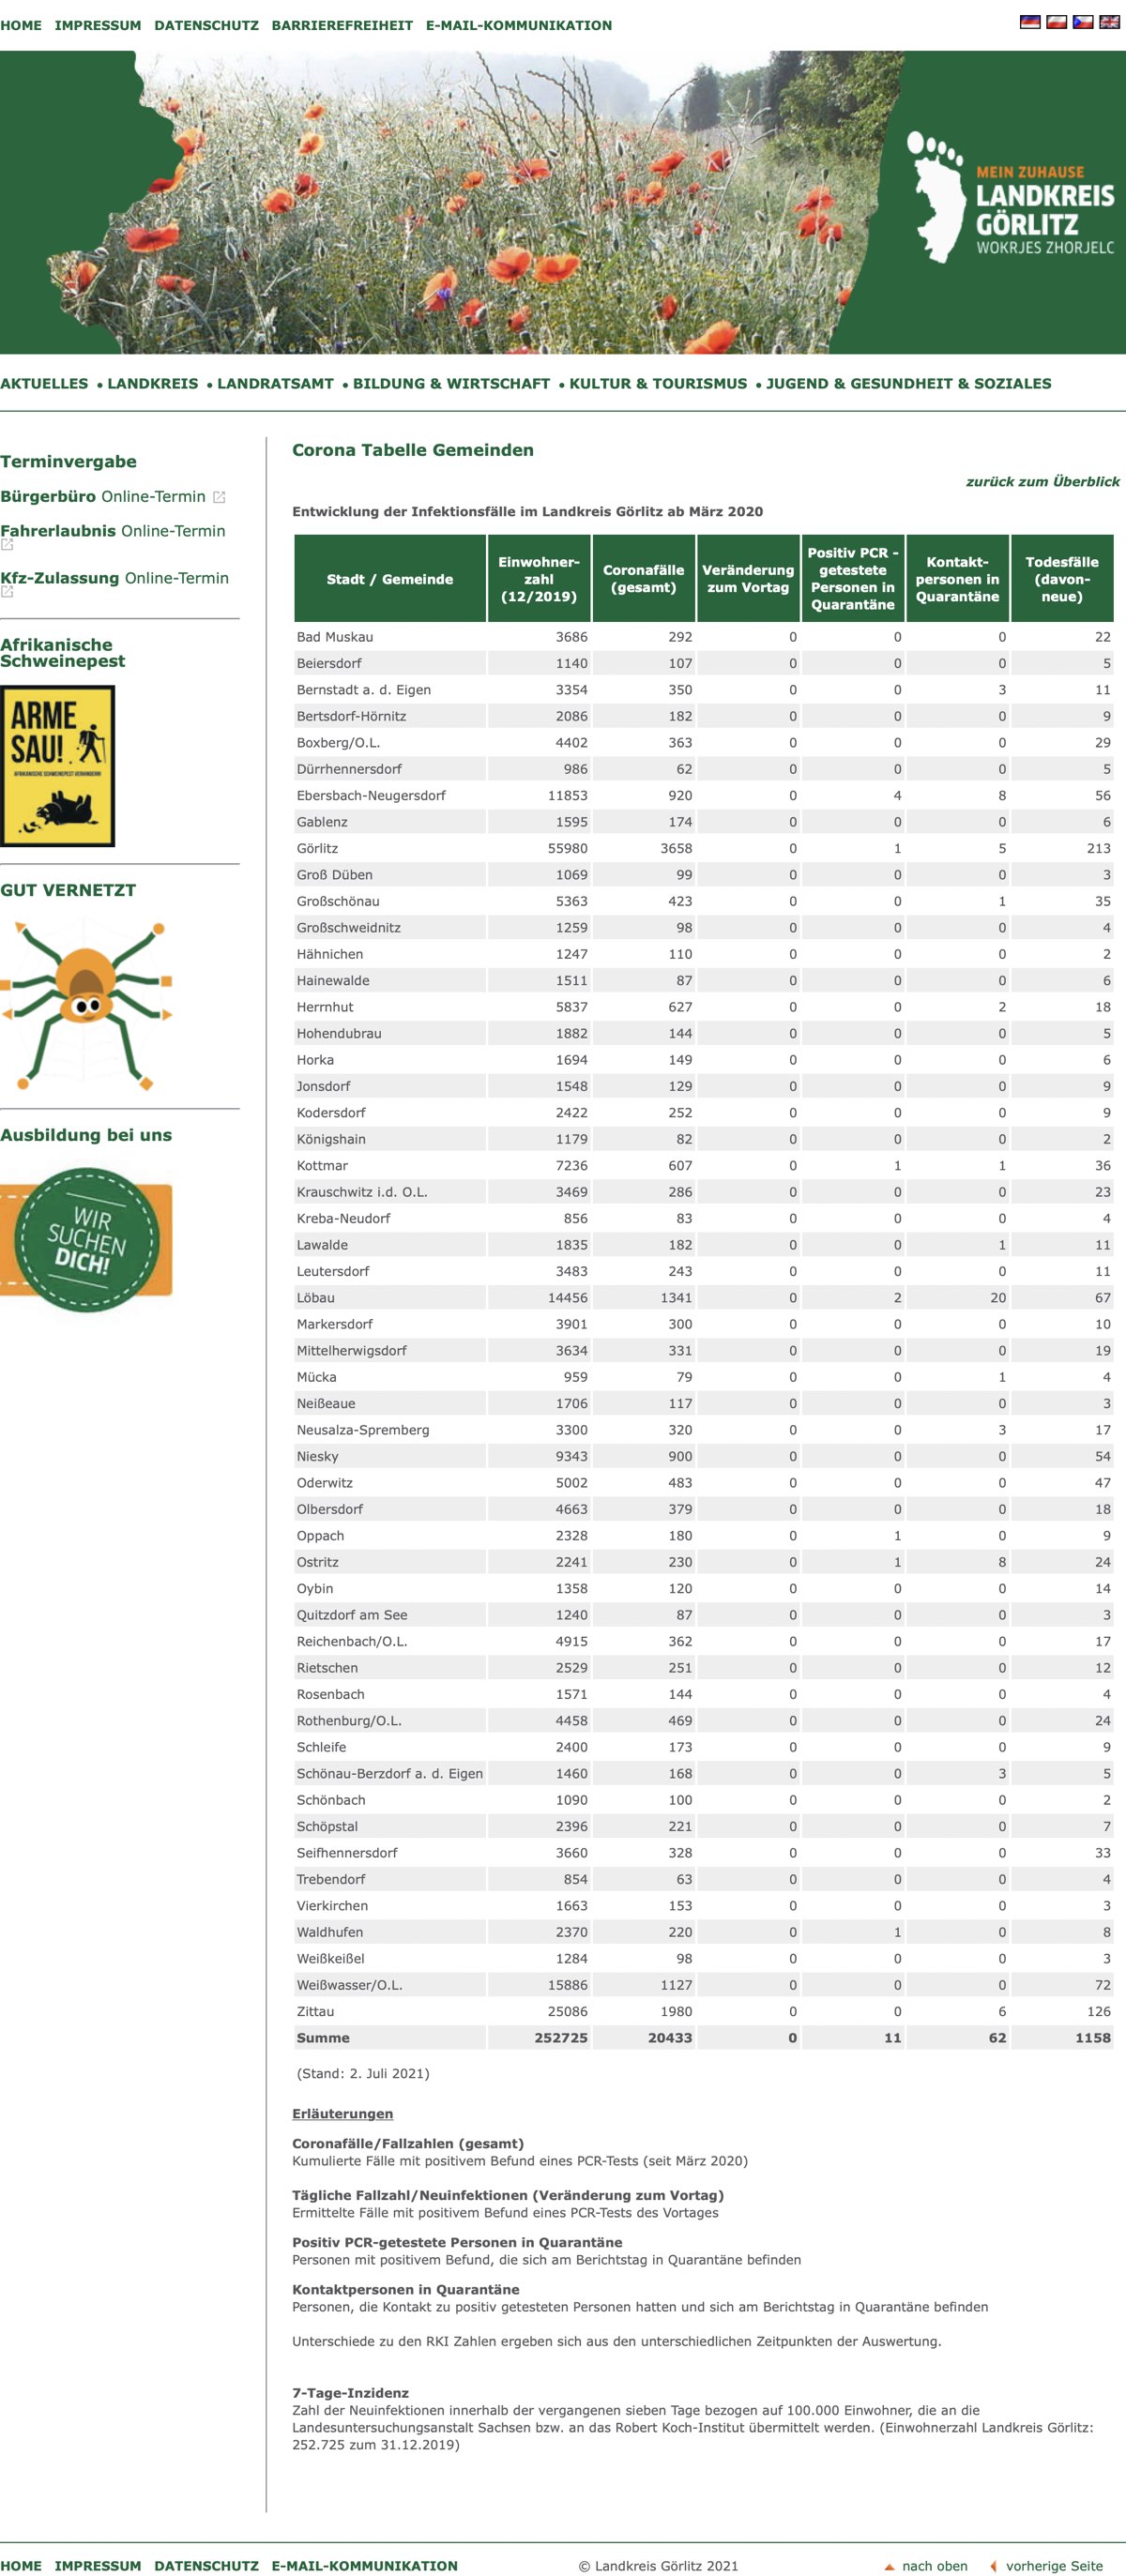 HOME IMPRESSUM DATENSCHUTZ BARRIEREFREIHEIT E-MAIL-KOMMUNIKATION
MEIN ZUHAUSE
LANDKREIS
GÖRLITZ
WOKRJES ZHORJELC
AKTUELLES • LANDKREIS • LANDRATSAMT • BILDUNG & WIRTSCHAFT • KULTUR & TOURISMUS • JUGEND & GESUNDHEIT & SOZIALES
Terminvergabe
Bürgerbüro Online-Termin
Fahrerlaubnis Online-Termin
Kfz-Zulassung Online-Termin
Afrikanische
Schweinepest
ARME
SAU!
AFRIKANISCHE SCHWEINEPEST VERHINDERN!
GUT VERNETZT
Ausbildung bei uns
WIR
SUCHEN
DICH!
Corona Tabelle Gemeinden
zurück zum Überblick
Entwicklung der Infektionsfälle im Landkreis Görlitz ab März 2020
Stadt / Gemeinde Einwohner-zahl (12/2019) Coronafälle (gesamt) Veränderung zum Vortag Positiv PCR - getestete Personen in Quarantäne Kontakt-personen in Quarantäne Todesfälle (davon-neue)
Bad Muskau 3686 292 0 0 0 22
Beiersdorf 1140 107 0 0 0 5
Bernstadt a. d. Eigen 3354 350 0 0 3 11
Bertsdorf-Hörnitz 2086 182 0 0 0 9
Boxberg/O.L. 4402 363 0 0 0 29
Dürrhennersdorf 986 62 0 0 0 5
Ebersbach-Neugersdorf 11853 920 0 4 8 56
Gablenz 1595 174 0 0 0 6
Görlitz 55980 3658 0 1 5 213
Groß Düben 1069 99 0 0 0 3
Großschönau 5363 423 0 0 1 35
Großschweidnitz 1259 98 0 0 0 4
Hähnichen 1247 110 0 0 0 2
Hainewalde 1511 87 0 0 0 6
Herrnhut 5837 627 0 0 2 18
Hohendubrau 1882 144 0 0 0 5
Horka 1694 149 0 0 0 6
Jonsdorf 1548 129 0 0 0 9
Kodersdorf 2422 252 0 0 0 9
Königshain 1179 82 0 0 0 2
Kottmar 7236 607 0 1 1 36
Krauschwitz i.d. O.L. 3469 286 0 0 0 23
Kreba-Neudorf 856 83 0 0 0 4
Lawalde 1835 182 0 0 1 11
Leutersdorf 3483 243 0 0 0 11
Löbau 14456 1341 0 2 20 67
Markersdorf 3901 300 0 0 0 10
Mittelherwigsdorf 3634 331 0 0 0 19
Mücka 959 79 0 0 1 4
Neißeaue 1706 117 0 0 0 3
Neusalza-Spremberg 3300 320 0 0 3 17
Niesky 9343 900 0 0 0 54
Oderwitz 5002 483 0 0 0 47
Olbersdorf 4663 379 0 0 0 18
Oppach 2328 180 0 1 0 9
Ostritz 2241 230 0 1 8 24
Oybin 1358 120 0 0 0 14
Quitzdorf am See 1240 87 0 0 0 3
Reichenbach/O.L. 4915 362 0 0 0 17
Rietschen 2529 251 0 0 0 12
Rosenbach 1571 144 0 0 0 4
Rothenburg/O.L. 4458 469 0 0 0 24
Schleife 2400 173 0 0 0 9
Schönau-Berzdorf a. d. Eigen 1460 168 0 0 3 5
Schönbach 1090 100 0 0 0 2
Schöpstal 2396 221 0 0 0 7
Seifhennersdorf 3660 328 0 0 0 33
Trebendorf 854 63 0 0 0 4
Vierkirchen 1663 153 0 0 0 3
Waldhufen 2370 220 0 1 0 8
Weißkeißel 1284 98 0 0 0 3
Weißwasser/O.L. 15886 1127 0 0 0 72
Zittau 25086 1980 0 0 6 126
Summe 252725 20433 0 11 62 1158
(Stand: 2. Juli 2021)
Erläuterungen
Coronafälle/Fallzahlen (gesamt)
Kumulierte Fälle mit positivem Befund eines PCR-Tests (seit März 2020)
Tägliche Fallzahl/Neuinfektionen (Veränderung zum Vortag)
Ermittelte Fälle mit positivem Befund eines PCR-Tests des Vortages
Positiv PCR-getestete Personen in Quarantäne
Personen mit positivem Befund, die sich am Berichtstag in Quarantäne befinden
Kontaktpersonen in Quarantäne
Personen, die Kontakt zu positiv getesteten Personen hatten und sich am Berichtstag in Quarantäne befinden
Unterschiede zu den RKI Zahlen ergeben sich aus den unterschiedlichen Zeitpunkten der Auswertung.
7-Tage-Inzidenz
Zahl der Neuinfektionen innerhalb der vergangenen sieben Tage bezogen auf 100.000 Einwohner, die an die
Landesuntersuchungsanstalt Sachsen bzw. an das Robert Koch-Institut übermittelt werden. (Einwohnerzahl Landkreis Görlitz:
252.725 zum 31.12.2019)
HOME IMPRESSUM DATENSCHUTZ E-MAIL-KOMMUNIKATION © Landkreis Görlitz 2021 nach oben vorherige Seite